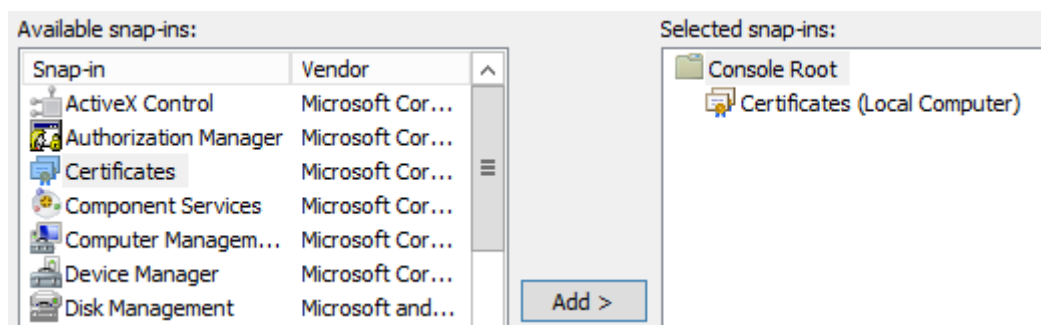 Available snap-ins:
Selected snap-ins:
Snap-in Vendor
ActiveX Control Microsoft Cor...
Authorization Manager Microsoft Cor...
Certificates Microsoft Cor...
Component Services Microsoft Cor...
Computer Managem... Microsoft Cor...
Device Manager Microsoft Cor...
Disk Management Microsoft and...
Add >
Console Root
Certificates (Local Computer)